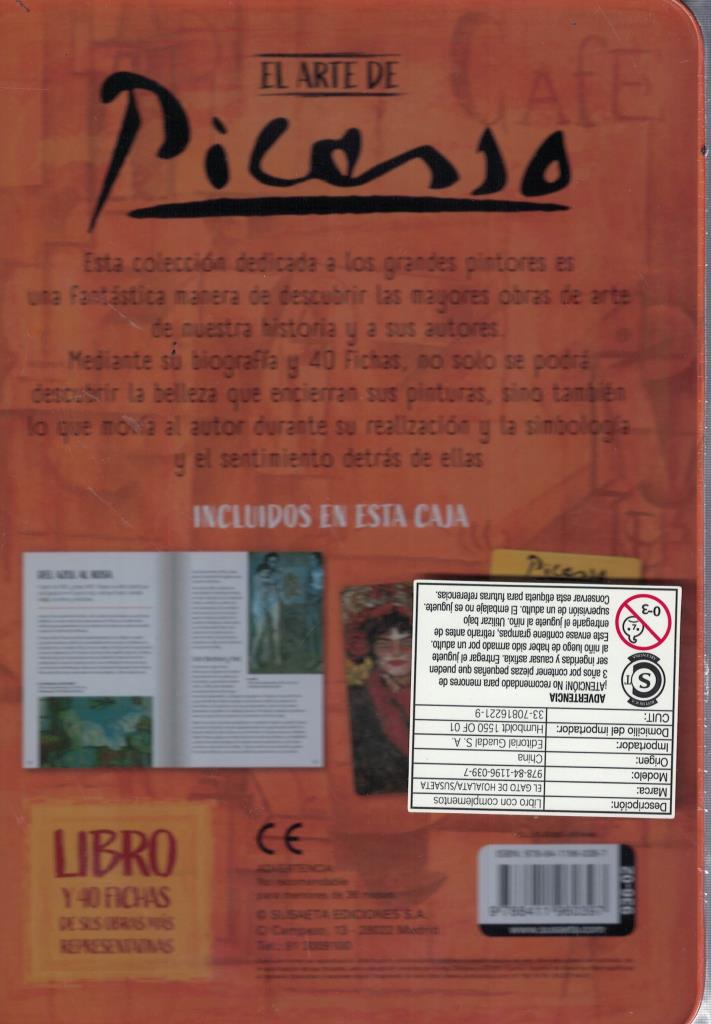 EL ARTE DE
Picasso
CAFE
Esta colección dedicada a los grandes pintores es
una fantástica manera de descubrir las mayores obras de arte
de nuestra historia y a sus autores.
Mediante su biografía y 40 fichas, no solo se podrá
descubrir la belleza que encierran sus pinturas, sino también
lo que movía al autor durante su realización y la simbología
y el sentimiento detrás de ellas
INCLUIDOS EN ESTA CAJA
DEL AZUL AL ROSA
Picasso
Descripción: Libro con complementos
Marca: EL GATO DE HOJALATA/SUSAETA
Modelo: 978-84-1196-039-7
Origen: China
Importador: Editorial Guadal S. A.
Domicilio del importador: Humboldt 1550 OF 01
CUIT: 33-70816221-9
ADVERTENCIA
¡ATENCIÓN! No recomendado para menores de
3 años por contener piezas pequeñas que pueden
ser ingeridas y causar asfixia. Entregar el juguete
al niño luego de haber sido armado por un adulto.
Este envase contiene grampas, retirarlo antes de
entregarle el juguete al niño. Utilizar bajo
supervisión de un adulto. El embalaje no es juguete.
Conservar esta etiqueta para futuras referencias.
0-3
S
LIBRO
Y 40 FICHAS
DE SUS OBRAS MÁS
REPRESENTATIVAS
CE
ADVERTENCIA:
No recomendable
para menores de 36 meses.
© SUSAETA EDICIONES S.A.
C/ Campezo, 13 - 28022 Madrid
Tel.: 91 3009100
ISBN: 978-84-1196-039-7
9 788411 960397
www.susaeta.com